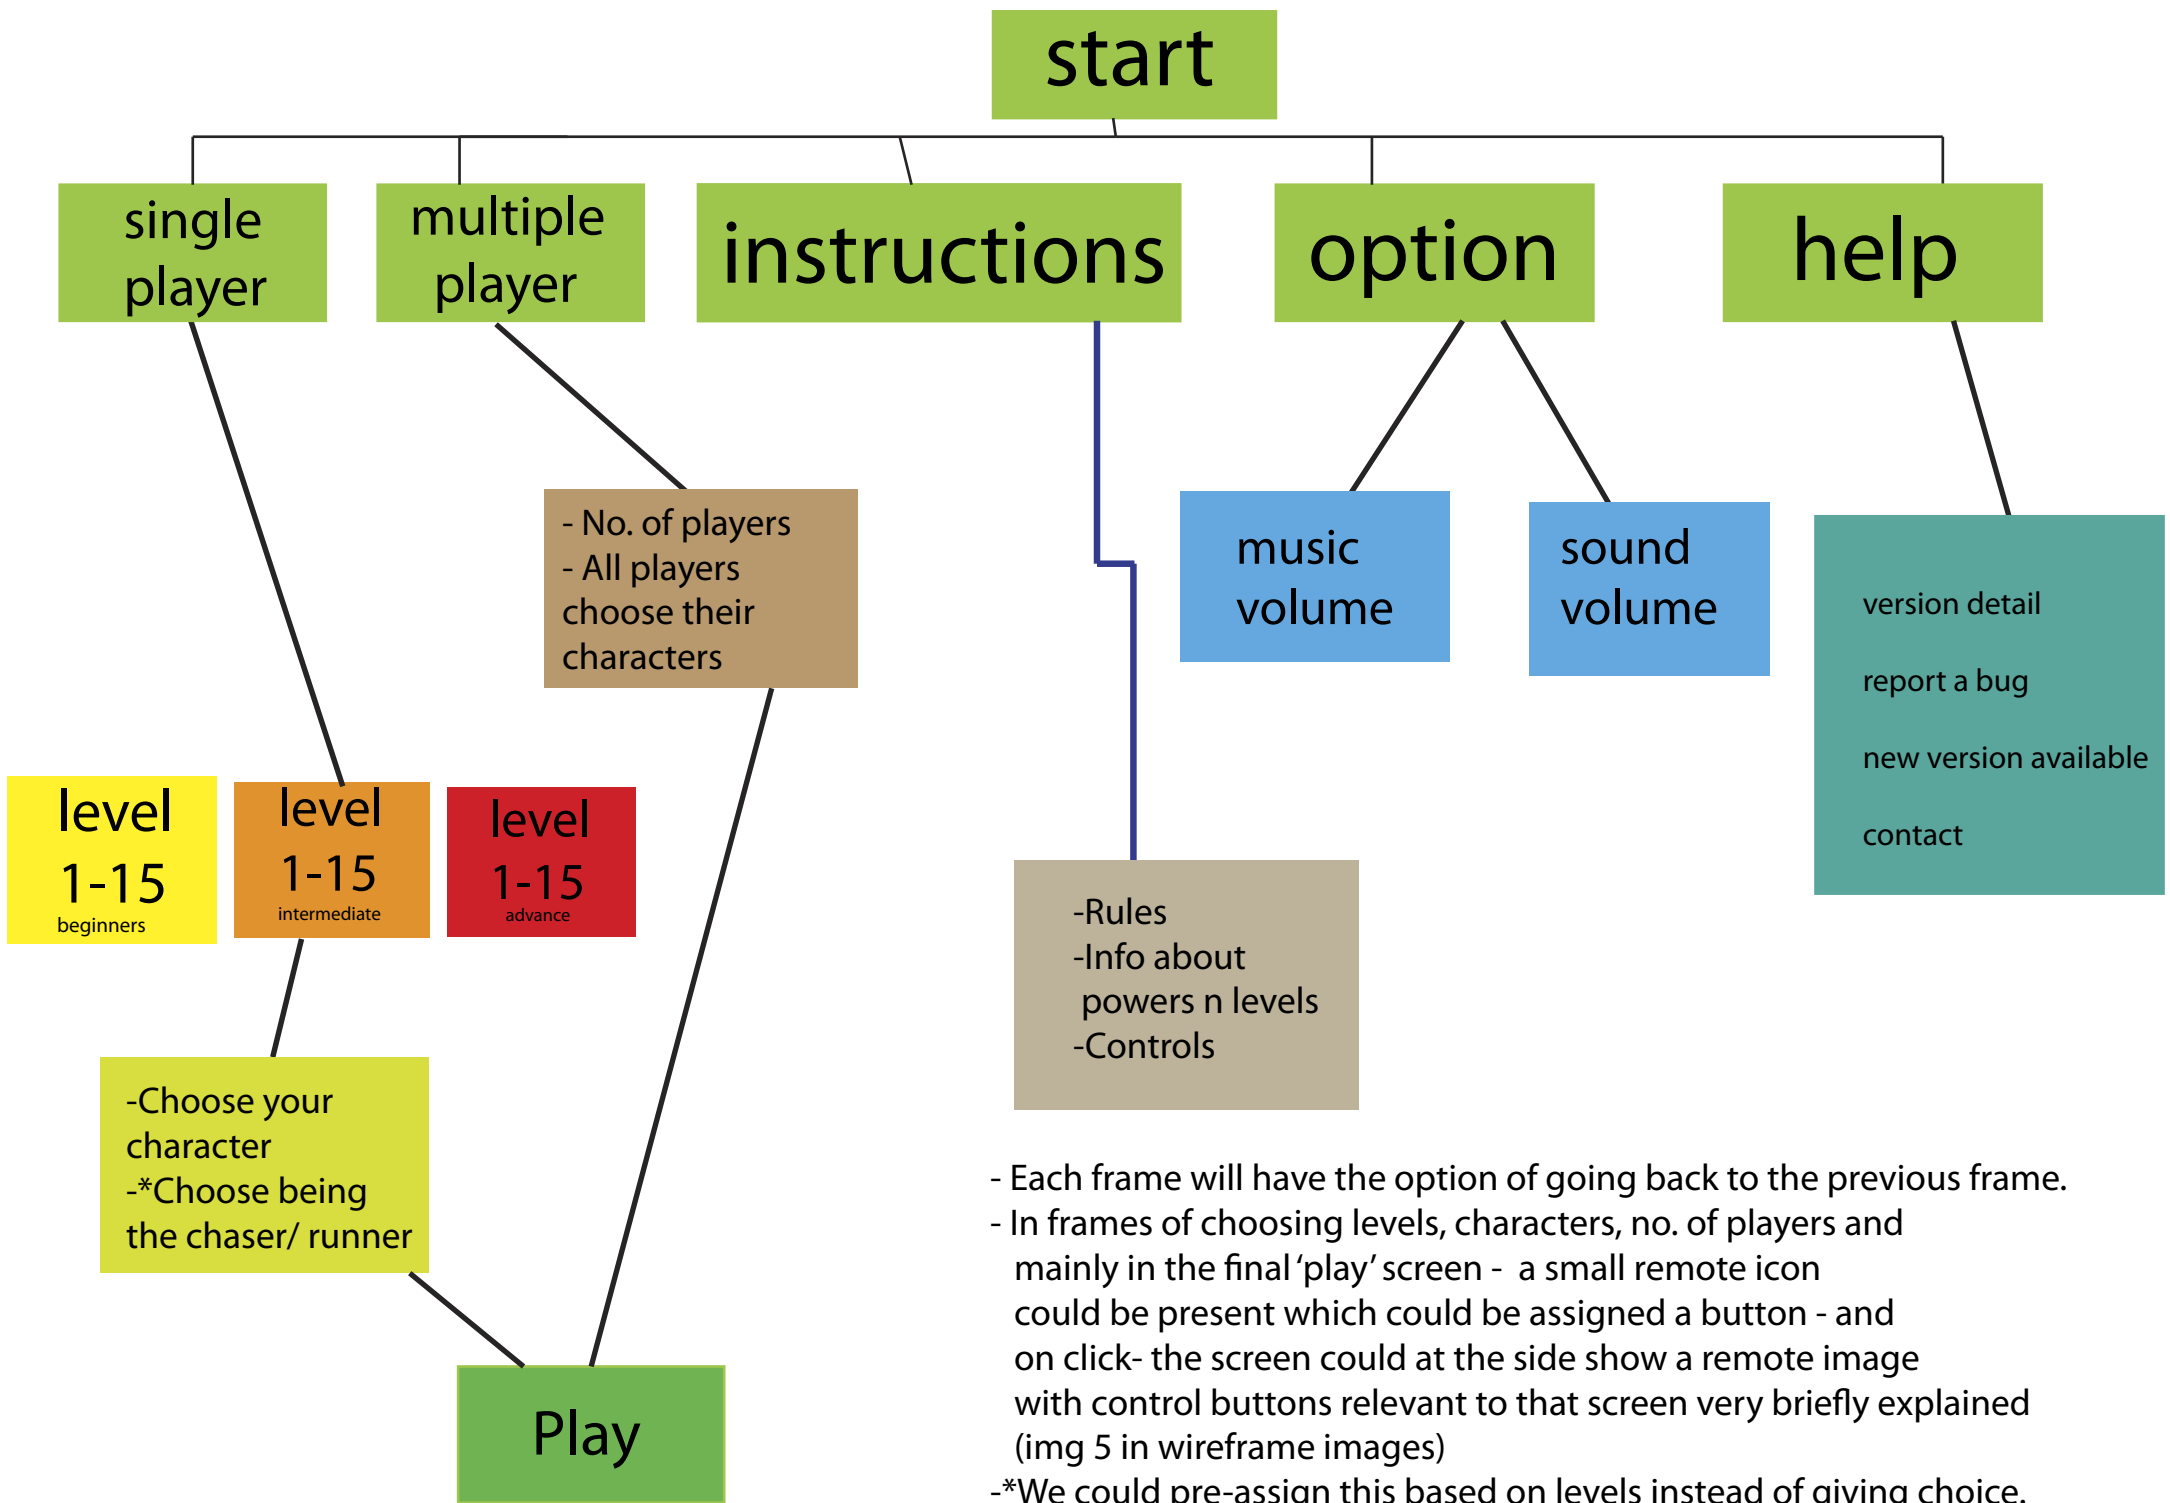 start
single
player
multiple
player
instructions
option
help
- No. of players
- All players
choose their
characters
music
volume
sound
volume
version detail
report a bug
new version available
contact
level
1-15
beginners
level
1-15
intermediate
level
1-15
advance
-Rules
-Info about
powers n levels
-Controls
-Choose your
character
-*Choose being
the chaser/ runner
Play
- Each frame will have the option of going back to the previous frame.
- In frames of choosing levels, characters, no. of players and
mainly in the final ‘play’ screen - a small remote icon
could be present which could be assigned a button - and
on click- the screen could at the side show a remote image
with control buttons relevant to that screen very briefly explained
(img 5 in wireframe images)
-*We could pre-assign this based on levels instead of giving choice.